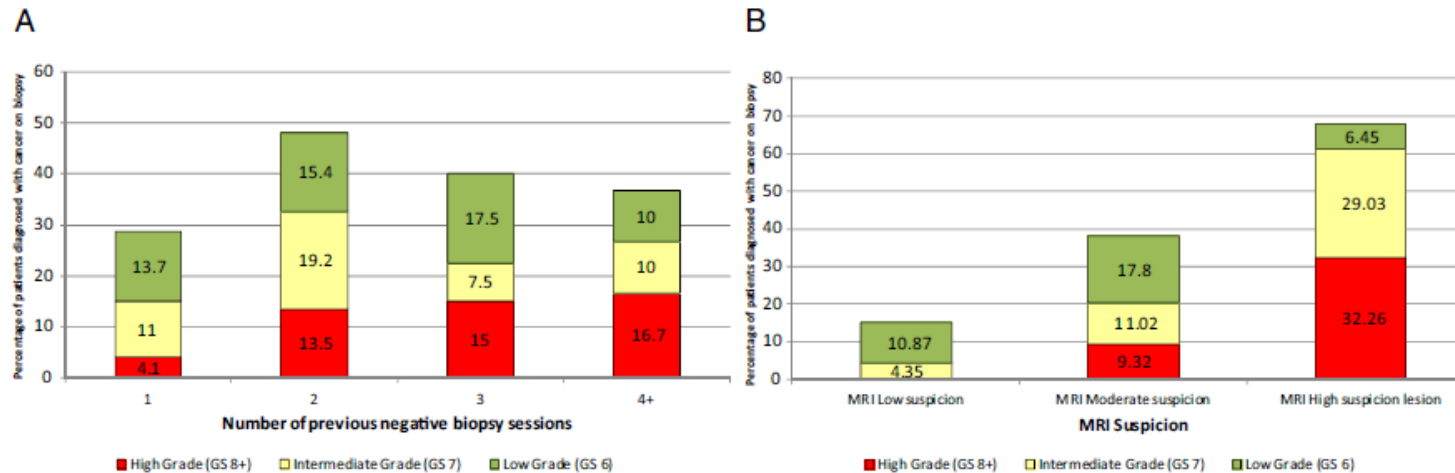 A
Percentage of patients diagnosed with cancer on biopsy
60
50
40
30
20
10
0
13.7
11
4.1
15.4
19.2
13.5
17.5
7.5
15
10
10
16.7
1
2
3
4+
Number of previous negative biopsy sessions
High Grade (GS 8+)
Intermediate Grade (GS 7)
Low Grade (GS 6)
B
Percentage of patients diagnosed with cancer on biopsy
80
70
60
50
40
30
20
10
0
10.87
4.35
17.8
11.02
9.32
6.45
29.03
32.26
MRI Low suspicion
MRI Moderate suspicion
MRI High suspicion lesion
MRI Suspicion
High Grade (GS 8+)
Intermediate Grade (GS 7)
Low Grade (GS 6)